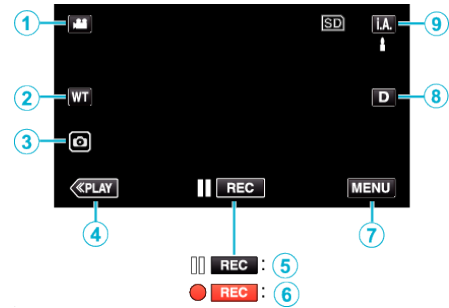 1 SD I.A. 9
2 WT D 8
3
≪PLAY REC MENU
4 7
REC : 5
REC : 6